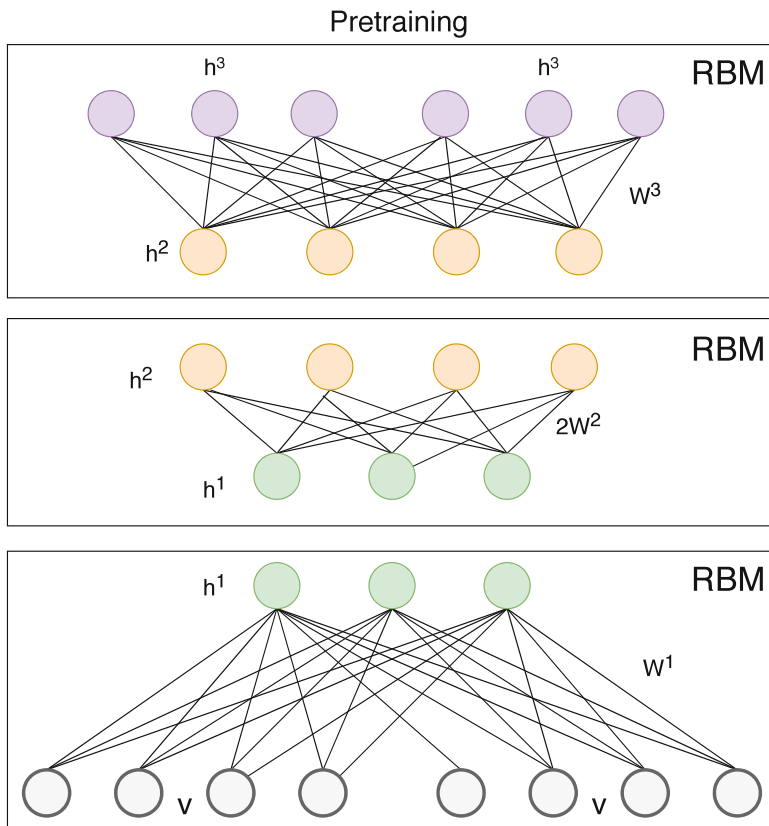 Pretraining
h³ h³ RBM
W³
h²
RBM
h²
2W²
h¹
RBM
h¹
W¹
v v